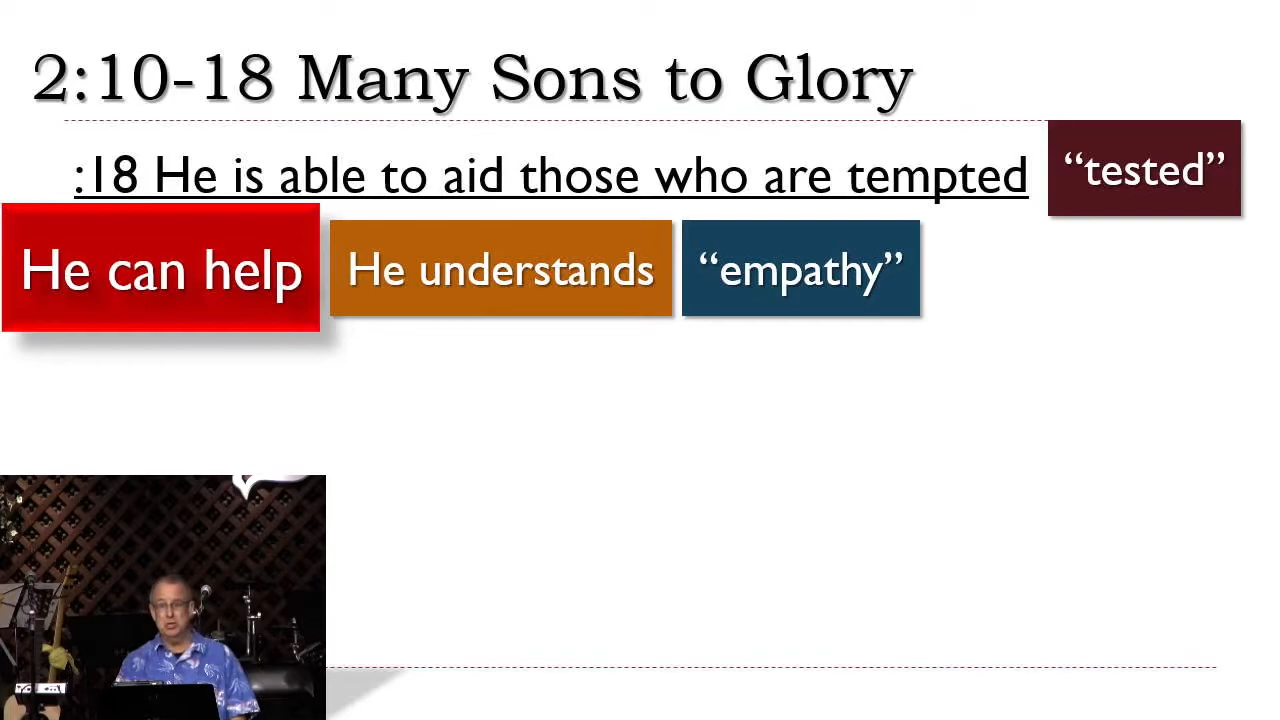 2:10-18 Many Sons to Glory
:18 He is able to aid those who are tempted
“tested”
He can help
He understands
“empathy”